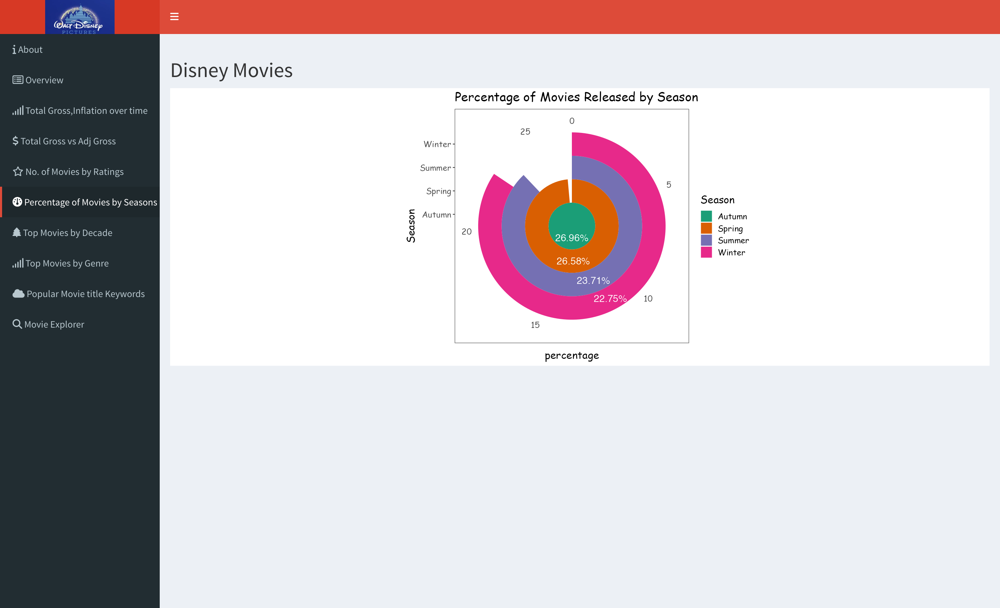 WALT DISNEY
PICTURES
About
Overview
Total Gross,Inflation over time
Total Gross vs Adj Gross
No. of Movies by Ratings
Percentage of Movies by Seasons
Top Movies by Decade
Top Movies by Genre
Popular Movie title Keywords
Movie Explorer
Disney Movies
Percentage of Movies Released by Season
0
25
Winter
Summer
5
Spring
Autumn
Season
20
26.96%
26.58%
23.71%
22.75%
10
15
percentage
Season
Autumn
Spring
Summer
Winter